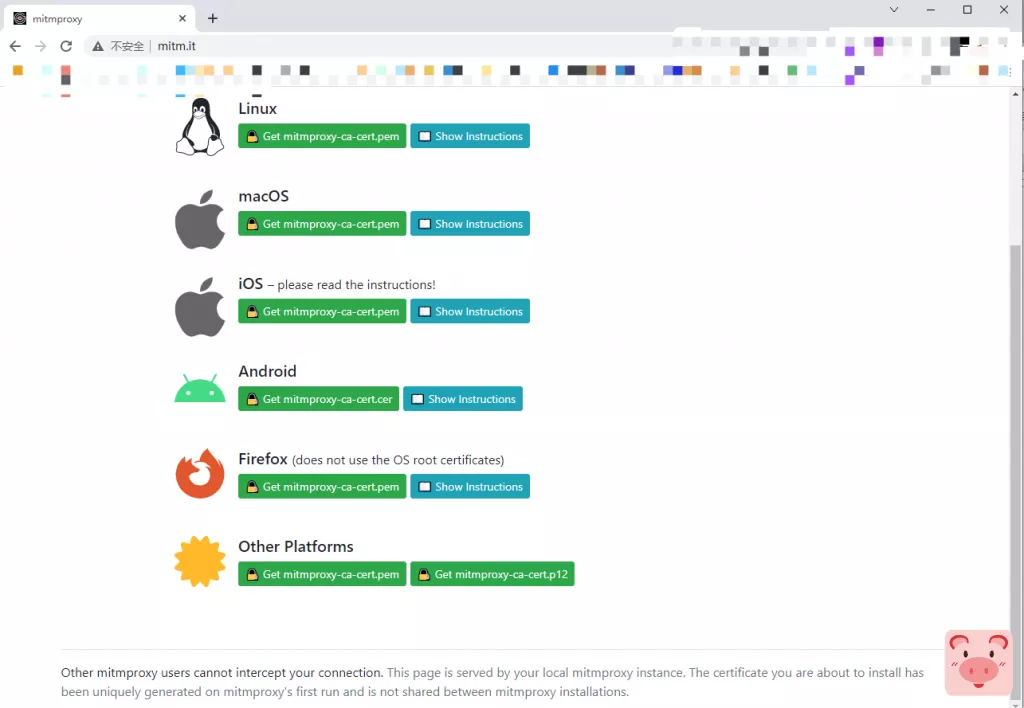 mitmproxy
不安全 mitm.it
Linux
Get mitmproxy-ca-cert.pem Show Instructions
macOS
Get mitmproxy-ca-cert.pem Show Instructions
iOS – please read the instructions!
Get mitmproxy-ca-cert.pem Show Instructions
Android
Get mitmproxy-ca-cert.cer Show Instructions
Firefox (does not use the OS root certificates)
Get mitmproxy-ca-cert.pem Show Instructions
Other Platforms
Get mitmproxy-ca-cert.pem Get mitmproxy-ca-cert.p12
Other mitmproxy users cannot intercept your connection. This page is served by your local mitmproxy instance. The certificate you are about to install has
been uniquely generated on mitmproxy's first run and is not shared between mitmproxy installations.